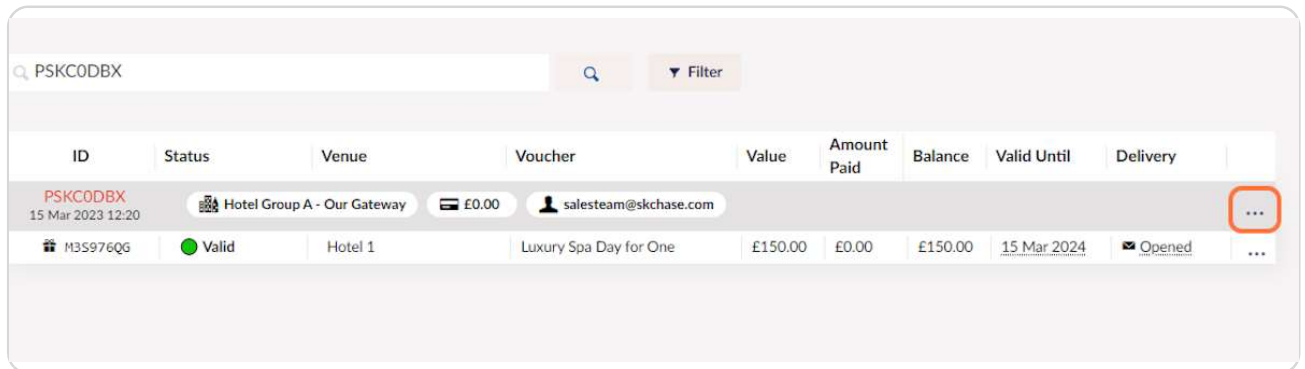 PSKC0DBX
Filter
ID Status Venue Voucher Value Amount Paid Balance Valid Until Delivery
PSKC0DBX
15 Mar 2023 12:20
Hotel Group A - Our Gateway £0.00 salesteam@skchase.com ...
M3S976QG Valid Hotel 1 Luxury Spa Day for One £150.00 £0.00 £150.00 15 Mar 2024 Opened ...